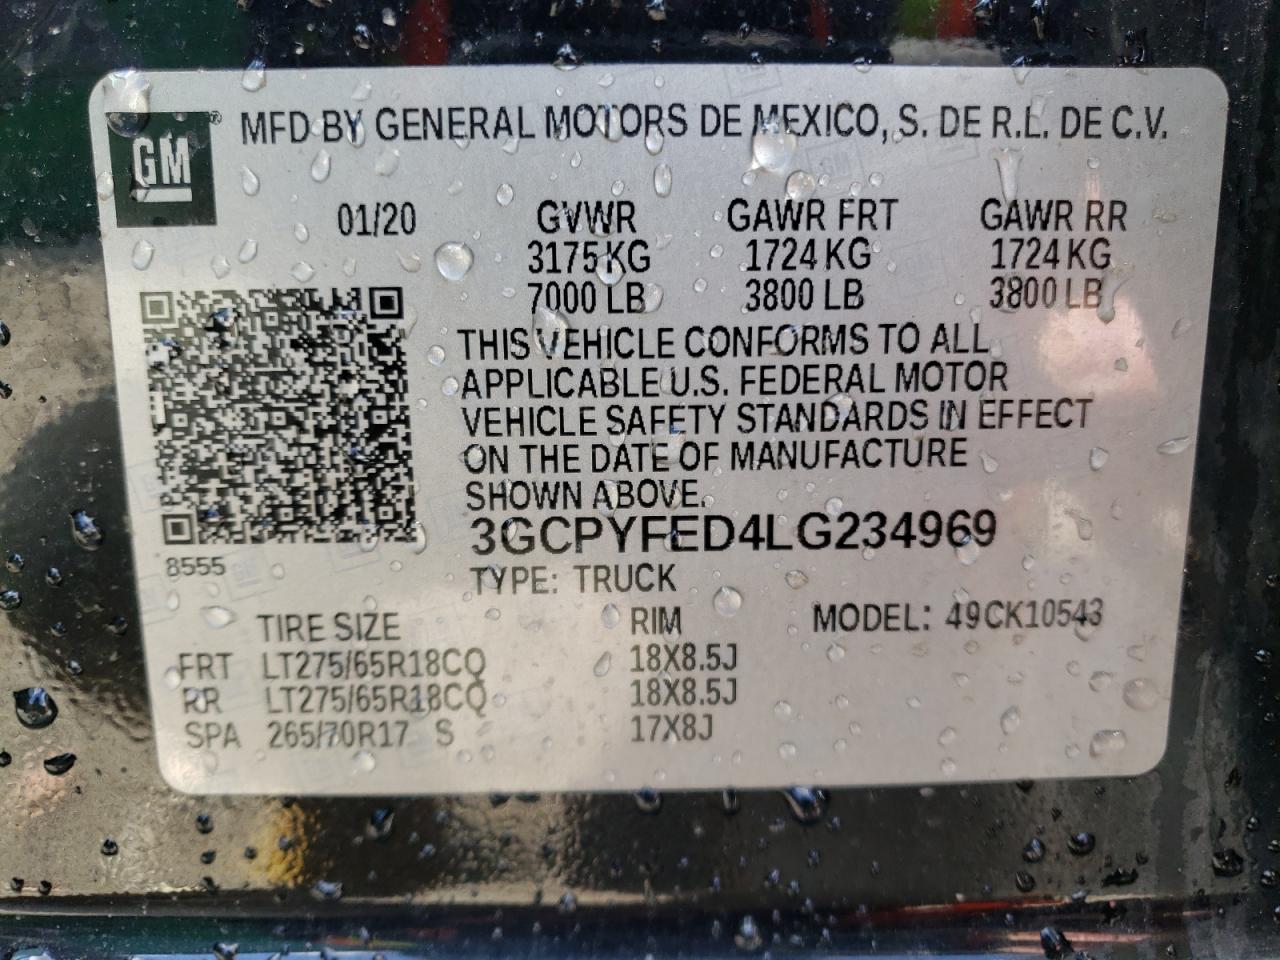 GM®
MFD BY GENERAL MOTORS DE MEXICO, S. DE R.L. DE C.V.
01/20 GVWR GAWR FRT GAWR RR
3175 KG 1724 KG 1724 KG
7000 LB 3800 LB 3800 LB
THIS VEHICLE CONFORMS TO ALL
APPLICABLE U.S. FEDERAL MOTOR
VEHICLE SAFETY STANDARDS IN EFFECT
ON THE DATE OF MANUFACTURE
SHOWN ABOVE.
3GCPYFED4LG234969
8555
TYPE: TRUCK
TIRE SIZE RIM MODEL: 49CK10543
FRT LT275/65R18CQ 18X8.5J
RR LT275/65R18CQ 18X8.5J
SPA 265/70R17 S 17X8J